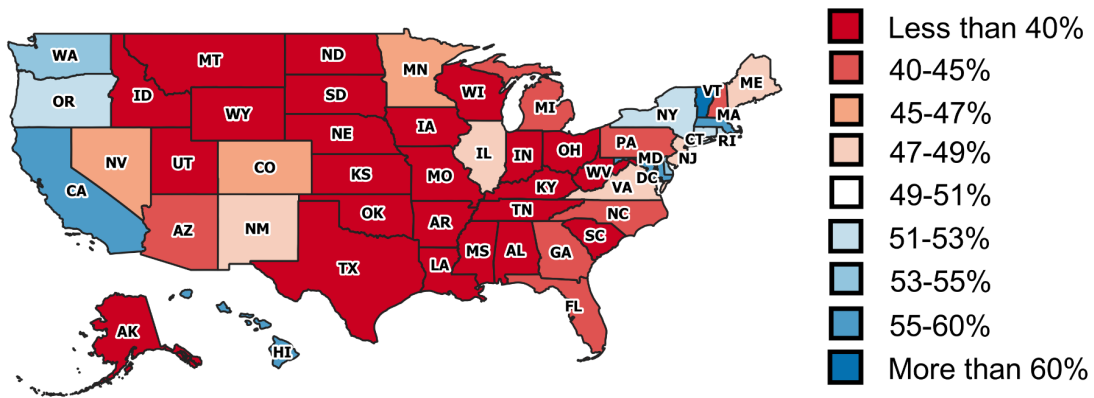 WA
MT
ND
MN
ME
VT
OR
ID
SD
WI
MI
NY
MA
WY
CT
RI
IA
NE
PA
NJ
NV
UT
CO
IL
IN
OH
MD
DC
CA
KS
MO
WV
VA
KY
AZ
NM
OK
AR
TN
NC
SC
TX
LA
MS
AL
GA
FL
AK
HI
Less than 40%
40-45%
45-47%
47-49%
49-51%
51-53%
53-55%
55-60%
More than 60%